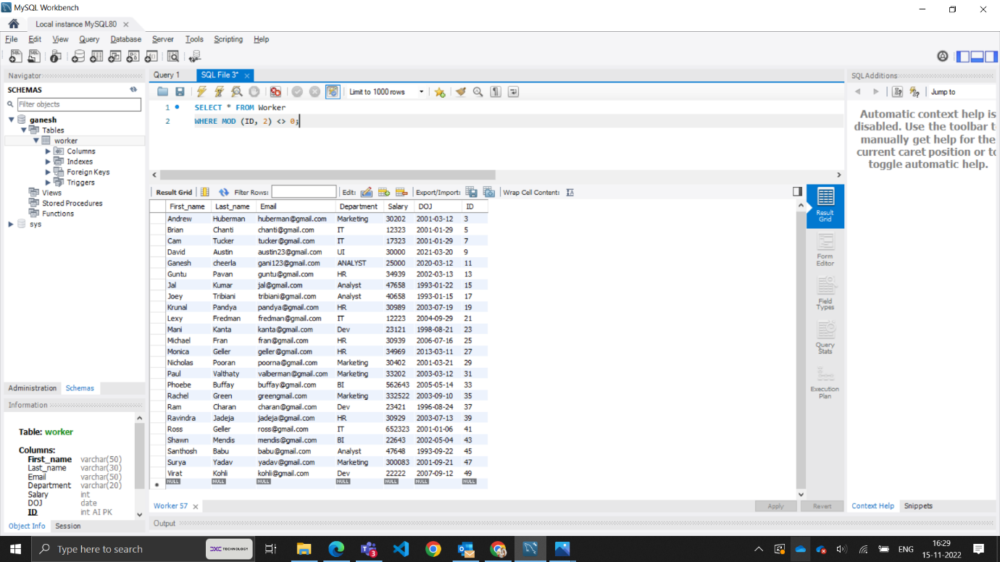 MySQL Workbench
Local instance MySQL80
File Edit View Query Database Server Tools Scripting Help
Navigator
SCHEMAS
Filter objects
ganesh
Tables
worker
Columns
Indexes
Foreign Keys
Triggers
Views
Stored Procedures
Functions
sys
Administration Schemas
Information
Table: worker
Columns:
First_name varchar(50)
Last_name varchar(30)
Email varchar(50)
Department varchar(20)
Salary int
DOJ date
ID int AI PK
Object Info Session
Query 1 SQL File 3*
Limit to 1000 rows
1 SELECT * FROM Worker
2 WHERE MOD (ID, 2) <> 0;
Result Grid Filter Rows: Edit: Export/Import: Wrap Cell Content:
First_name Last_name Email Department Salary DOJ ID
Andrew Huberman huberman@gmail.com Marketing 30202 2001-03-12 3
Brian Chanti chanti@gmail.com IT 12323 2001-01-29 5
Cam Tucker tucker@gmail.com IT 17323 2001-01-29 7
David Austin austin23@gmail.com UI 30000 2021-03-20 9
Ganesh cheerla gani123@gmail.com ANALYST 25000 2020-03-12 11
Guntu Pavan guntu@gmail.com HR 34939 2002-03-13 13
Jal Kumar jal@gmail.com Analyst 47658 1993-01-22 15
Joey Tribiani tribiani@gmail.com Analyst 40658 1993-01-15 17
Krunal Pandya pandya@gmail.com HR 30989 2003-07-19 19
Lexy Fredman fredman@gmail.com IT 12223 2004-09-29 21
Mani Kanta kanta@gmail.com Dev 23121 1998-08-21 23
Michael Fran fran@gmail.com HR 30939 2006-07-16 25
Monica Geller geller@gmail.com HR 34969 2013-03-11 27
Nicholas Pooran poorna@gmail.com Marketing 30402 2001-03-21 29
Paul Valthaty valberman@gmail.com Marketing 33202 2003-03-12 31
Phoebe Buffay buffay@gmail.com BI 562643 2005-05-14 33
Rachel Green greengmail.com Marketing 332522 2003-09-10 35
Ram Charan charan@gmail.com Dev 23421 1996-08-24 37
Ravindra Jadeja jadeja@gmail.com HR 30929 2003-07-13 39
Ross Geller ross@gmail.com IT 652323 2001-01-06 41
Shawn Mendis mendis@gmail.com BI 22643 2002-05-04 43
Santhosh Babu babu@gmail.com Analyst 47648 1993-09-22 45
Surya Yadav yadav@gmail.com Marketing 300083 2001-09-21 47
Virat Kohli kohli@gmail.com Dev 22222 2007-09-12 49
NULL NULL NULL NULL NULL NULL NULL
Worker 57
Apply Revert
Output
Result
Grid
Form
Editor
Field
Types
Query
Stats
Execution
Plan
SQLAdditions
Jump to
Automatic context help is
disabled. Use the toolbar t
manually get help for the
current caret position or to
toggle automatic help.
Context Help Snippets
Type here to search
DXC TECHNOLOGY
3
ENG
16:29
15-11-2022